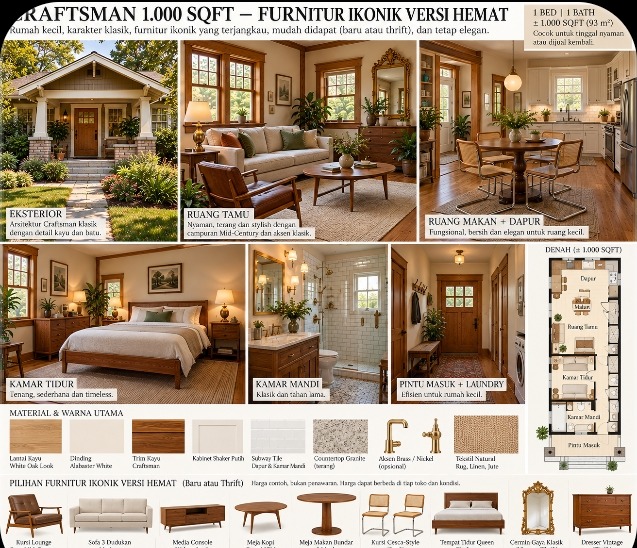 CRAFTSMAN 1.000 SQFT – FURNITUR IKONIK VERSI HEMAT
Rumah kecil, karakter klasik, furnitur ikonik yang terjangkau, mudah didapat (baru atau thrift), dan tetap elegan.
1 BED | 1 BATH
± 1.000 SQFT (93 m²)
Cocok untuk tinggal nyaman
atau dijual kembali.
EKSTERIOR
Arsitektur Craftsman klasik
dengan detail kayu dan batu.
RUANG TAMU
Nyaman, terang dan stylish dengan
campuran Mid-Century dan aksen klasik.
RUANG MAKAN + DAPUR
Fungsional, bersih dan elegan untuk ruang kecil.
KAMAR TIDUR
Tenang, sederhana dan timeless.
KAMAR MANDI
Klasik dan tahan lama.
PINTU MASUK + LAUNDRY
Efisien untuk rumah kecil.
DENAH (± 1.000 SQFT)
Dapur
Makan
Ruang Tamu
Kamar Tidur
Kamar Mandi
Pintu Masuk
MATERIAL & WARNA UTAMA
Lantai Kayu
White Oak Look
Dinding
Alabaster White
Trim Kayu
Craftsman
Kabinet Shaker Putih
Subway Tile
Dapur & Kamar Mandi
Countertop Granite
(terang)
Aksen Brass / Nickel
(opsional)
Tekstil Natural
Rug, Linen, Jute
PILIHAN FURNITUR IKONIK VERSI HEMAT (Baru atau Thrift) Harga contoh, bukan penawaran. Harga dapat berbeda di tiap toko dan kondisi.
Kursi Lounge
Sofa 3 Dudukan
Media Console
Meja Kopi
Meja Makan Bundar
Kursi Cesca-Style
Tempat Tidur Queen
Cermin Gaya Klasik
Dresser Vintage